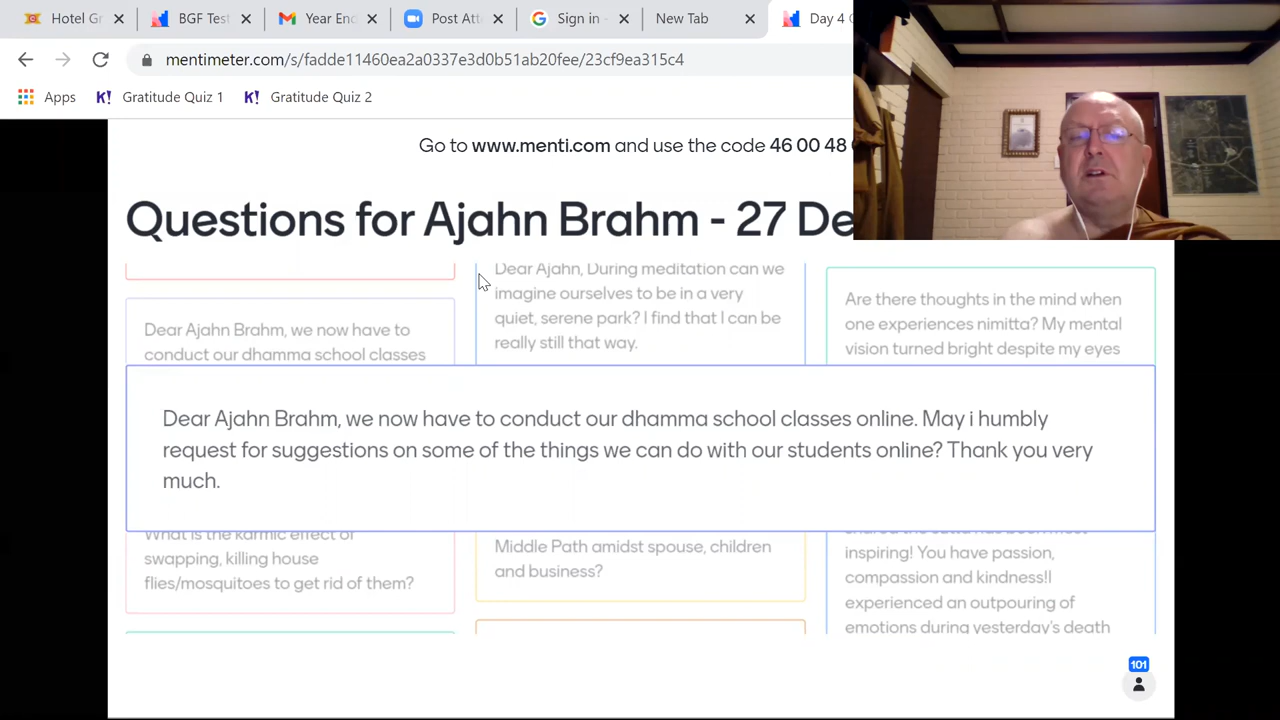 Hotel Gr
BGF Test
Year End
Post Att
Sign in -
New Tab
Day 4
mentimeter.com/s/fadde11460ea2a0337e3d0b51ab20fee/23cf9ea315c4
Apps
Gratitude Quiz 1
Gratitude Quiz 2
Go to www.menti.com and use the code 46 00 48
Questions for Ajahn Brahm - 27 De
Dear Ajahn Brahm, we now have to
conduct our dhamma school classes
Dear Ajahn, During meditation can we
imagine ourselves to be in a very
quiet, serene park? I find that I can be
really still that way.
Are there thoughts in the mind when
one experiences nimitta? My mental
vision turned bright despite my eyes
Dear Ajahn Brahm, we now have to conduct our dhamma school classes online. May i humbly
request for suggestions on some of the things we can do with our students online? Thank you very
much.
What is the karmic effect of
swapping, killing house
flies/mosquitoes to get rid of them?
Middle Path amidst spouse, children
and business?
shared the sutta has been most
inspiring! You have passion,
compassion and kindness!I
experienced an outpouring of
emotions during yesterday's death
101